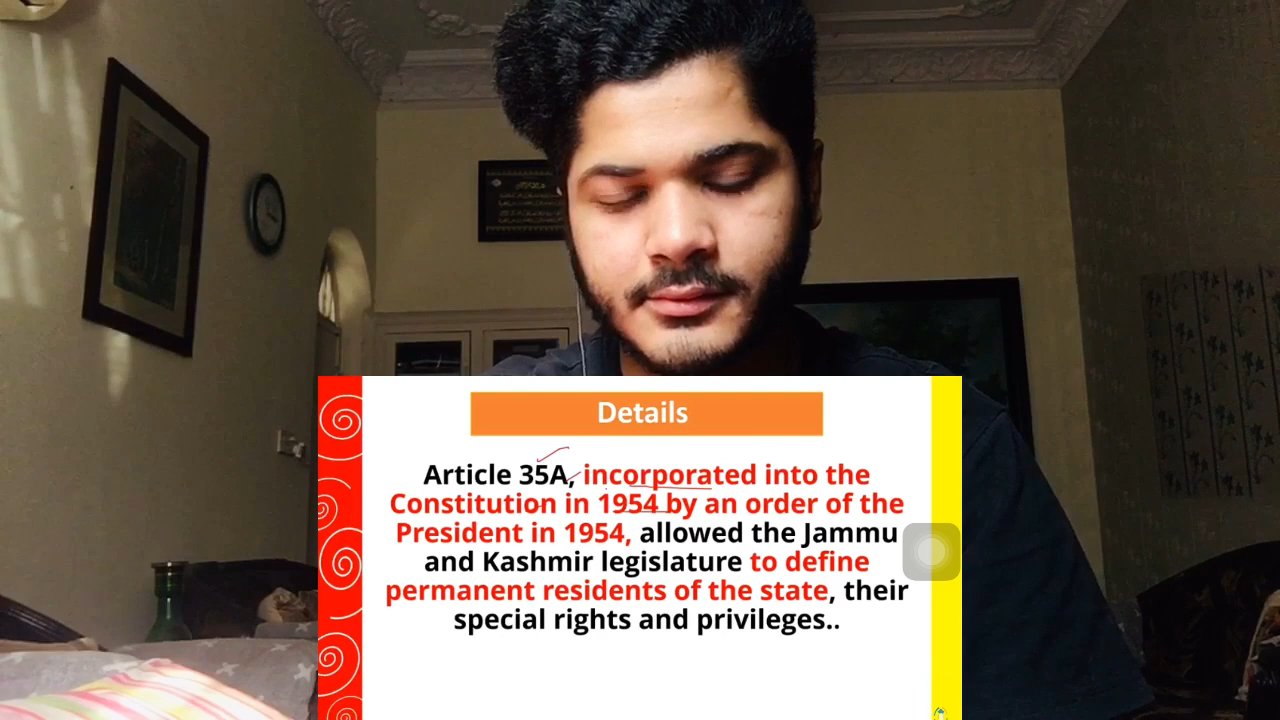 Details
Article 35A, incorporated into the
Constitution in 1954 by an order of the
President in 1954, allowed the Jammu
and Kashmir legislature to define
permanent residents of the state, their
special rights and privileges..